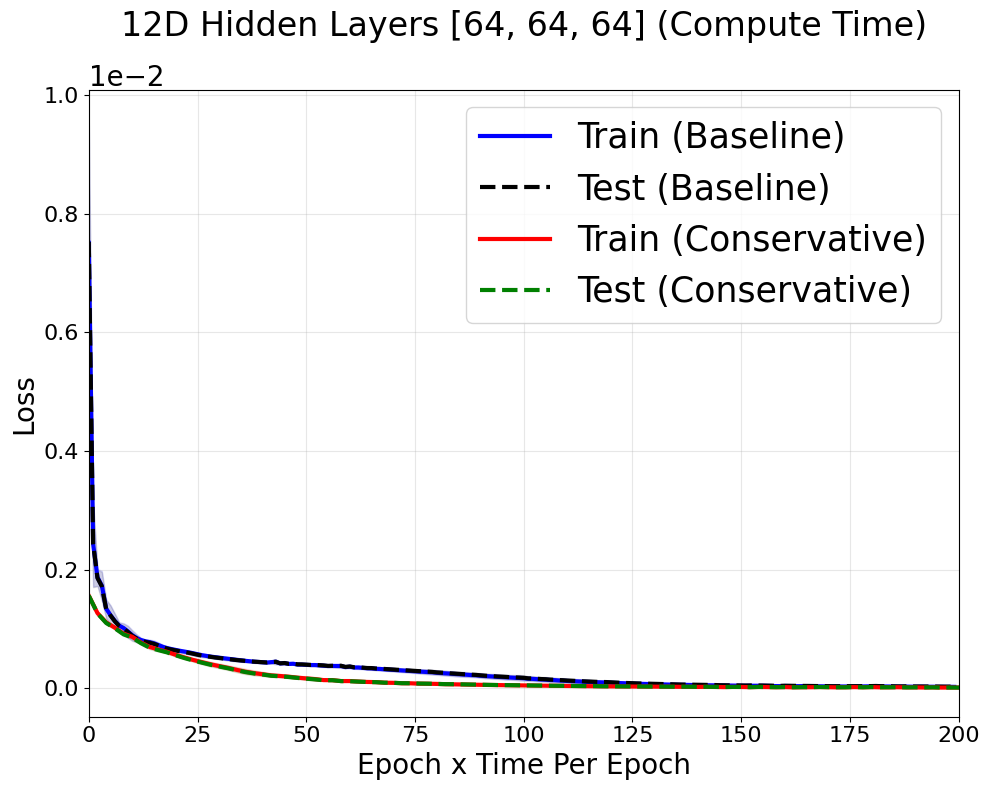 12D Hidden Layers [64, 64, 64] (Compute Time)
1e−2
1.0
0.8
0.6
0.4
0.2
0.0
Loss
Train (Baseline)
Test (Baseline)
Train (Conservative)
Test (Conservative)
0 25 50 75 100 125 150 175 200
Epoch x Time Per Epoch